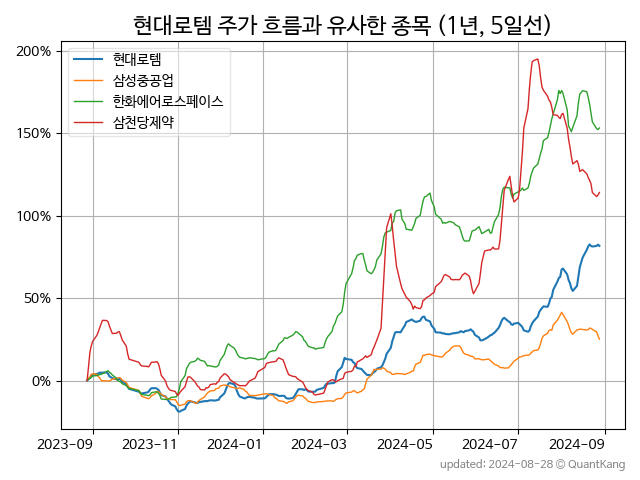 현대로템 주가 흐름과 유사한 종목 (1년, 5일선)
현대로템
삼성중공업
한화에어로스페이스
삼천당제약
200%
150%
100%
50%
0%
2023-09 2023-11 2024-01 2024-03 2024-05 2024-07 2024-09
updated: 2024-08-28 © QuantKang